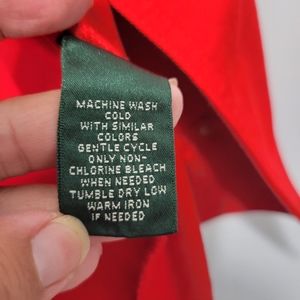 MACHINE WASH
COLD
WITH SIMILAR
COLORS
GENTLE CYCLE
ONLY NON-
CHLORINE BLEACH
WHEN NEEDED
TUMBLE DRY LOW
WARM IRON
IF NEEDED